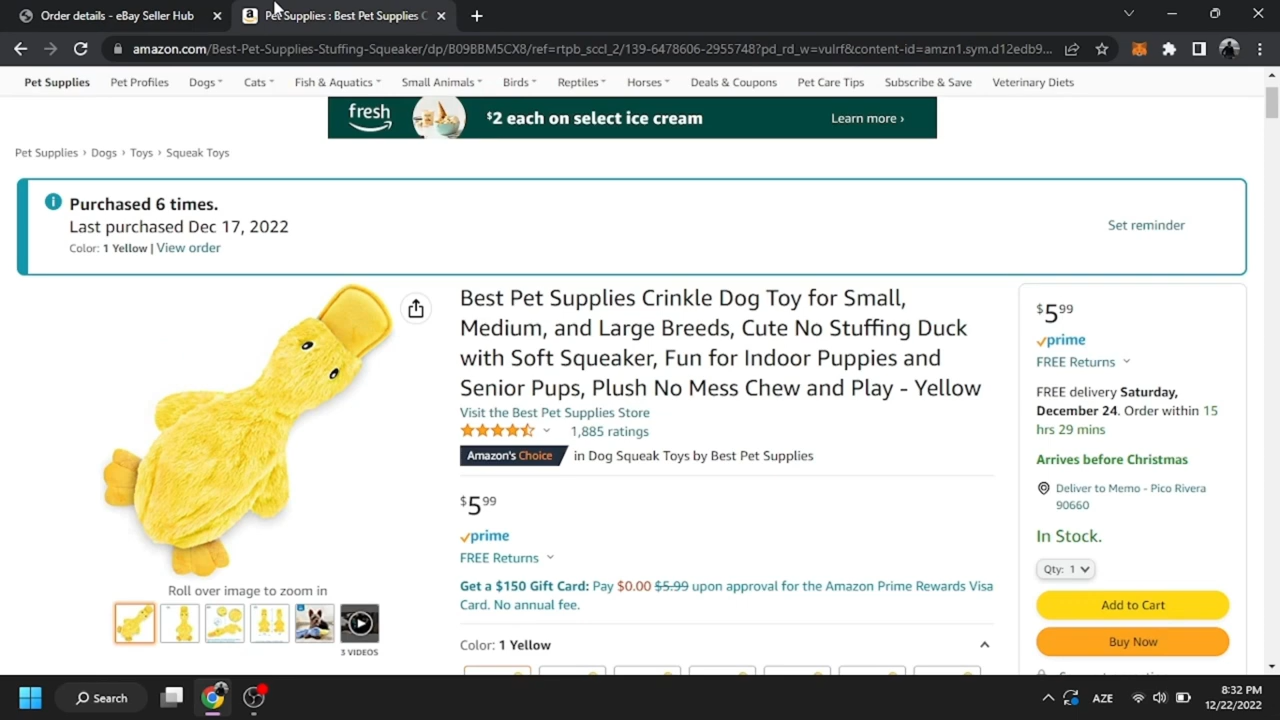 Order details - eBay Seller Hub
Pet Supplies : Best Pet Supplies C
amazon.com/Best-Pet-Supplies-Stuffing-Squeaker/dp/B09BBM5CX8/ref=rtpb_sccl_2/139-6478606-2955748?pd_rd_w=vulrf&content-id=amzn1.sym.d12edb9...
Pet Supplies Pet Profiles Dogs Cats Fish & Aquatics Small Animals Birds Reptiles Horses Deals & Coupons Pet Care Tips Subscribe & Save Veterinary Diets
fresh $2 each on select ice cream Learn more ›
Pet Supplies › Dogs › Toys › Squeak Toys
Purchased 6 times.
Last purchased Dec 17, 2022
Color: 1 Yellow | View order
Set reminder
Best Pet Supplies Crinkle Dog Toy for Small,
Medium, and Large Breeds, Cute No Stuffing Duck
with Soft Squeaker, Fun for Indoor Puppies and
Senior Pups, Plush No Mess Chew and Play - Yellow
Visit the Best Pet Supplies Store
1,885 ratings
Amazon's Choice in Dog Squeak Toys by Best Pet Supplies
$5 99
prime
FREE Returns
Get a $150 Gift Card: Pay $0.00 $5.99 upon approval for the Amazon Prime Rewards Visa
Card. No annual fee.
Color: 1 Yellow
Roll over image to zoom in
3 VIDEOS
$5 99
prime
FREE Returns
FREE delivery Saturday,
December 24. Order within 15
hrs 29 mins
Arrives before Christmas
Deliver to Memo - Pico Rivera
90660
In Stock.
Qty: 1
Add to Cart
Buy Now
Search
AZE
8:32 PM
12/22/2022